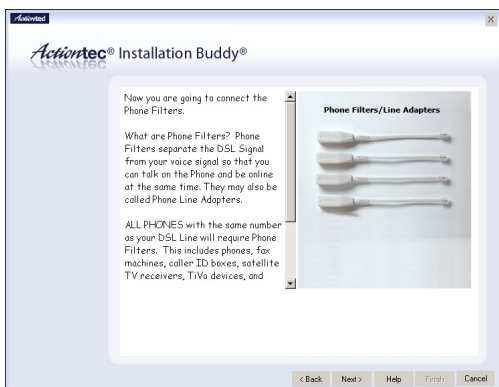 Actiontec
Actiontec® Installation Buddy®
Now you are going to connect the
Phone Filters.
What are Phone Filters? Phone
Filters separate the DSL Signal
from your voice signal so that you
can talk on the Phone and be online
at the same time. They may also be
called Phone Line Adapters.
ALL PHONES with the same number
as your DSL Line will require Phone
Filters. This includes phones, fax
machines, caller ID boxes, satellite
TV receivers, TiVo devices, and
Phone Filters/Line Adapters
< Back Next > Help Finish Cancel